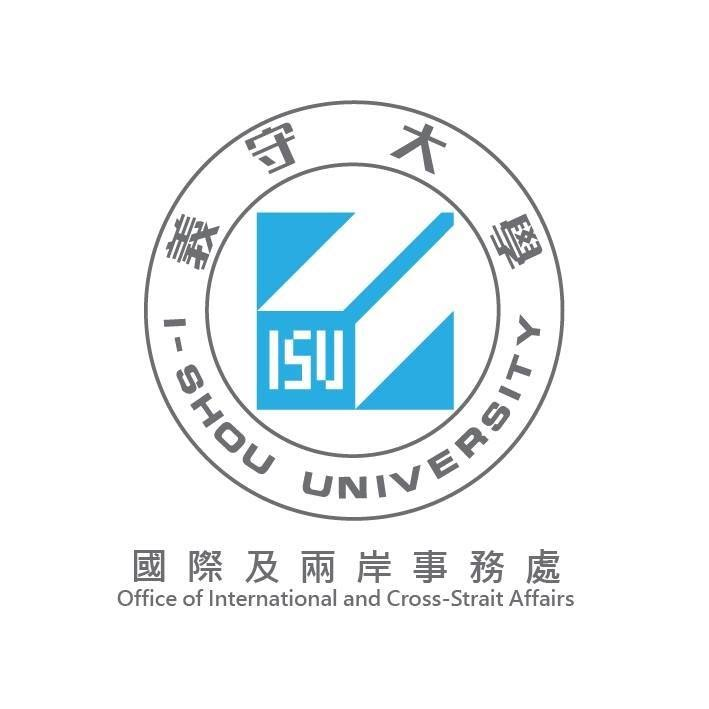 義守大學
I-SHOU UNIVERSITY
ISU
國際及兩岸事務處
Office of International and Cross-Strait Affairs